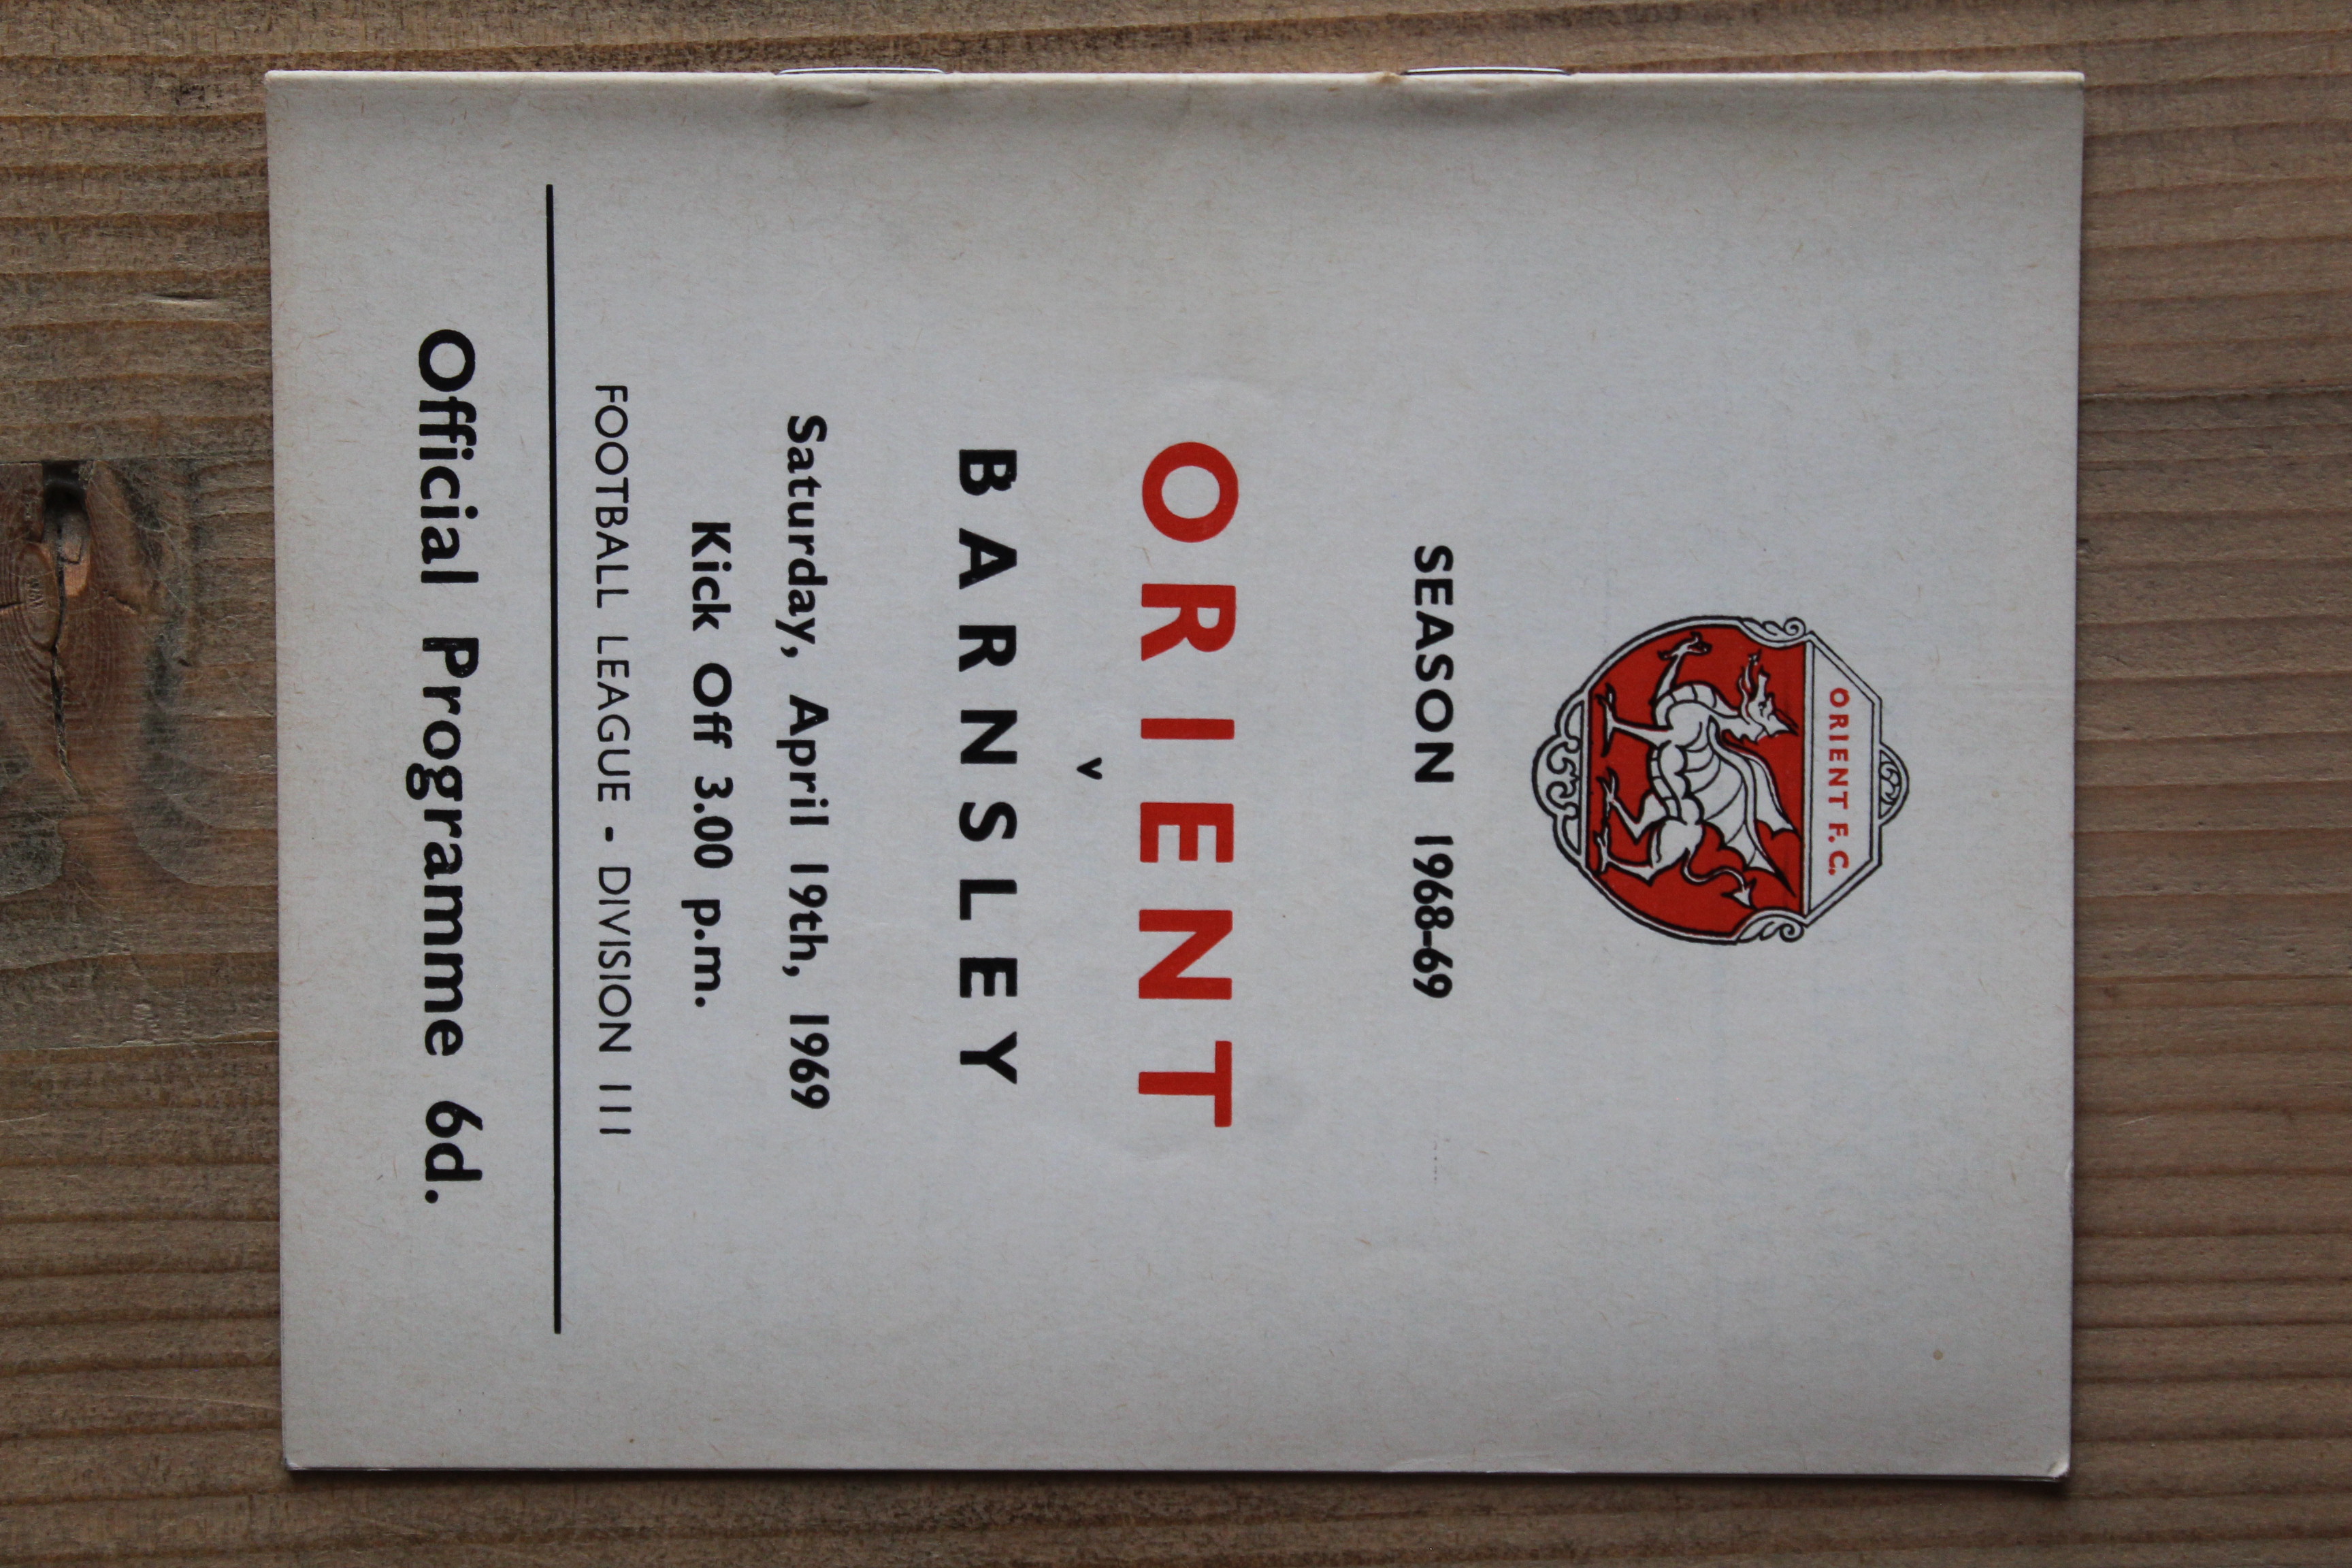 ORIENT F.C.
SEASON 1968-69
ORIENT
v
BARNSLEY
Saturday, April 19th, 1969
Kick Off 3.00 p.m.
FOOTBALL LEAGUE - DIVISION III
Official Programme 6d.